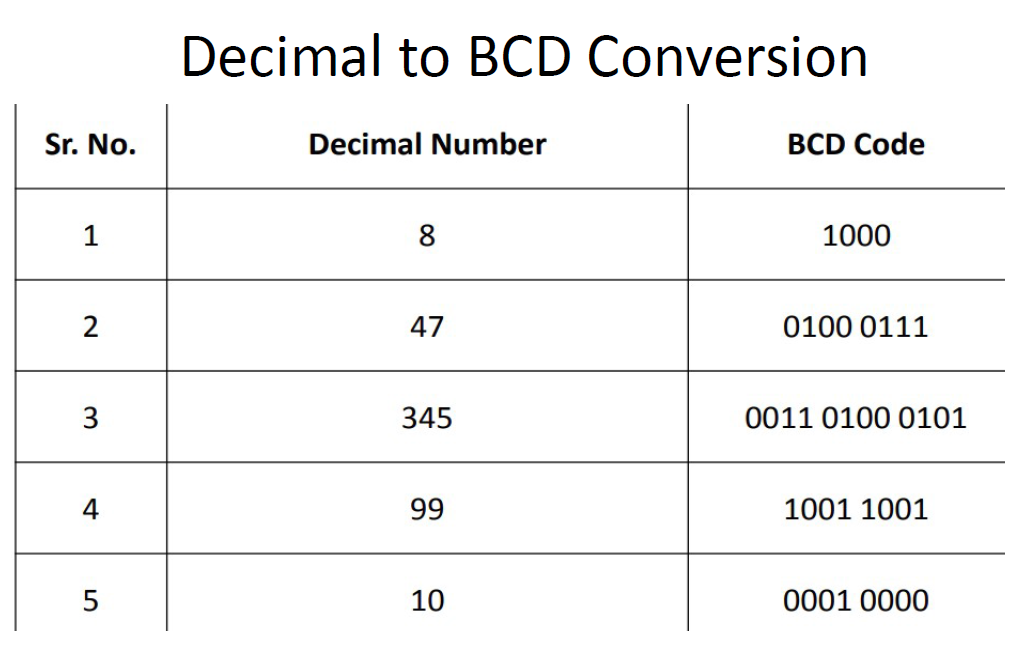 Decimal to BCD Conversion
Sr. No. Decimal Number BCD Code
1 8 1000
2 47 0100 0111
3 345 0011 0100 0101
4 99 1001 1001
5 10 0001 0000